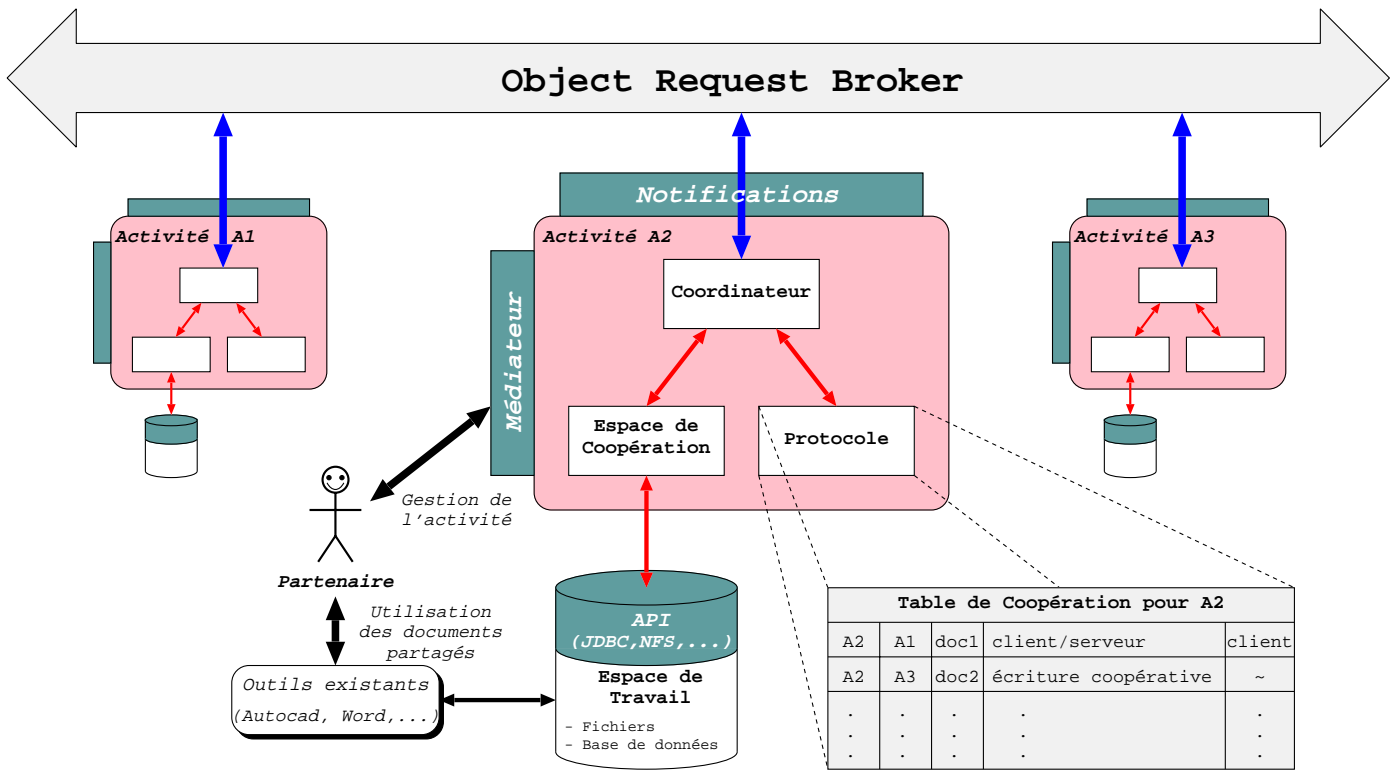 Object Request Broker
Notifications
Activité A1
Activité A2
Activité A3
Médiateur
Coordinateur
Espace de
Coopération
Protocole
Gestion de
l'activité
Partenaire
Utilisation
des documents
partagés
Outils existants
(Autocad, Word,...)
API
(JDBC,NFS,...)
Espace de
Travail
- Fichiers
- Base de données
Table de Coopération pour A2
A2 A1 doc1 client/serveur client
A2 A3 doc2 écriture coopérative ~
. . . . .
. . . . .
. . . . .